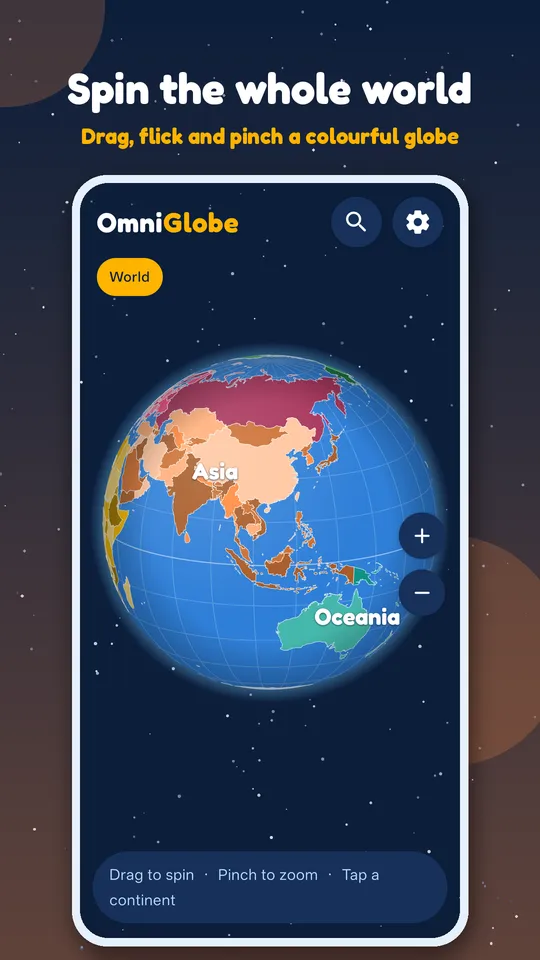 Spin the whole world
Drag, flick and pinch a colourful globe
OmniGlobe
World
Asia
Oceania
Drag to spin · Pinch to zoom · Tap a
continent